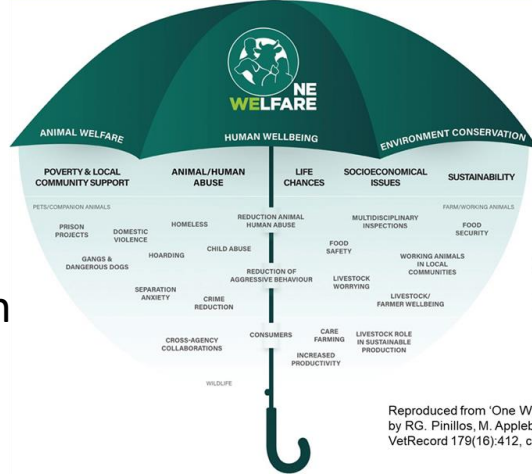 ONE
WELFARE
ANIMAL WELFARE
HUMAN WELLBEING
ENVIRONMENT CONSERVATION
POVERTY & LOCAL
COMMUNITY SUPPORT
ANIMAL/HUMAN
ABUSE
LIFE
CHANCES
SOCIOECONOMICAL
ISSUES
SUSTAINABILITY
PETS/COMPANION ANIMALS
FARM/WORKING ANIMALS
PRISON
PROJECTS
DOMESTIC
VIOLENCE
HOMELESS
REDUCTION ANIMAL
HUMAN ABUSE
MULTIDISCIPLINARY
INSPECTIONS
FOOD
SECURITY
GANGS &
DANGEROUS DOGS
HOARDING
CHILD ABUSE
FOOD
SAFETY
WORKING ANIMALS
IN LOCAL
COMMUNITIES
SEPARATION
ANXIETY
REDUCTION OF
AGGRESSIVE BEHAVIOUR
LIVESTOCK
WORRYING
CRIME
REDUCTION
LIVESTOCK/
FARMER WELLBEING
n
CROSS-AGENCY
COLLABORATIONS
CONSUMERS
CARE
FARMING
LIVESTOCK ROLE
IN SUSTAINABLE
PRODUCTION
INCREASED
PRODUCTIVITY
WILDLIFE
Reproduced from 'One W
by RG. Pinillos, M. Appleb
VetRecord 179(16):412, c